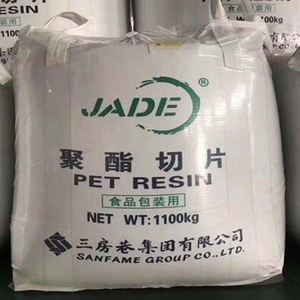 JADE®
聚酯切片
PET RESIN
食品包装用
NET WT:1100kg
三房巷集团有限公司
SANFAME GROUP CO.,LTD.